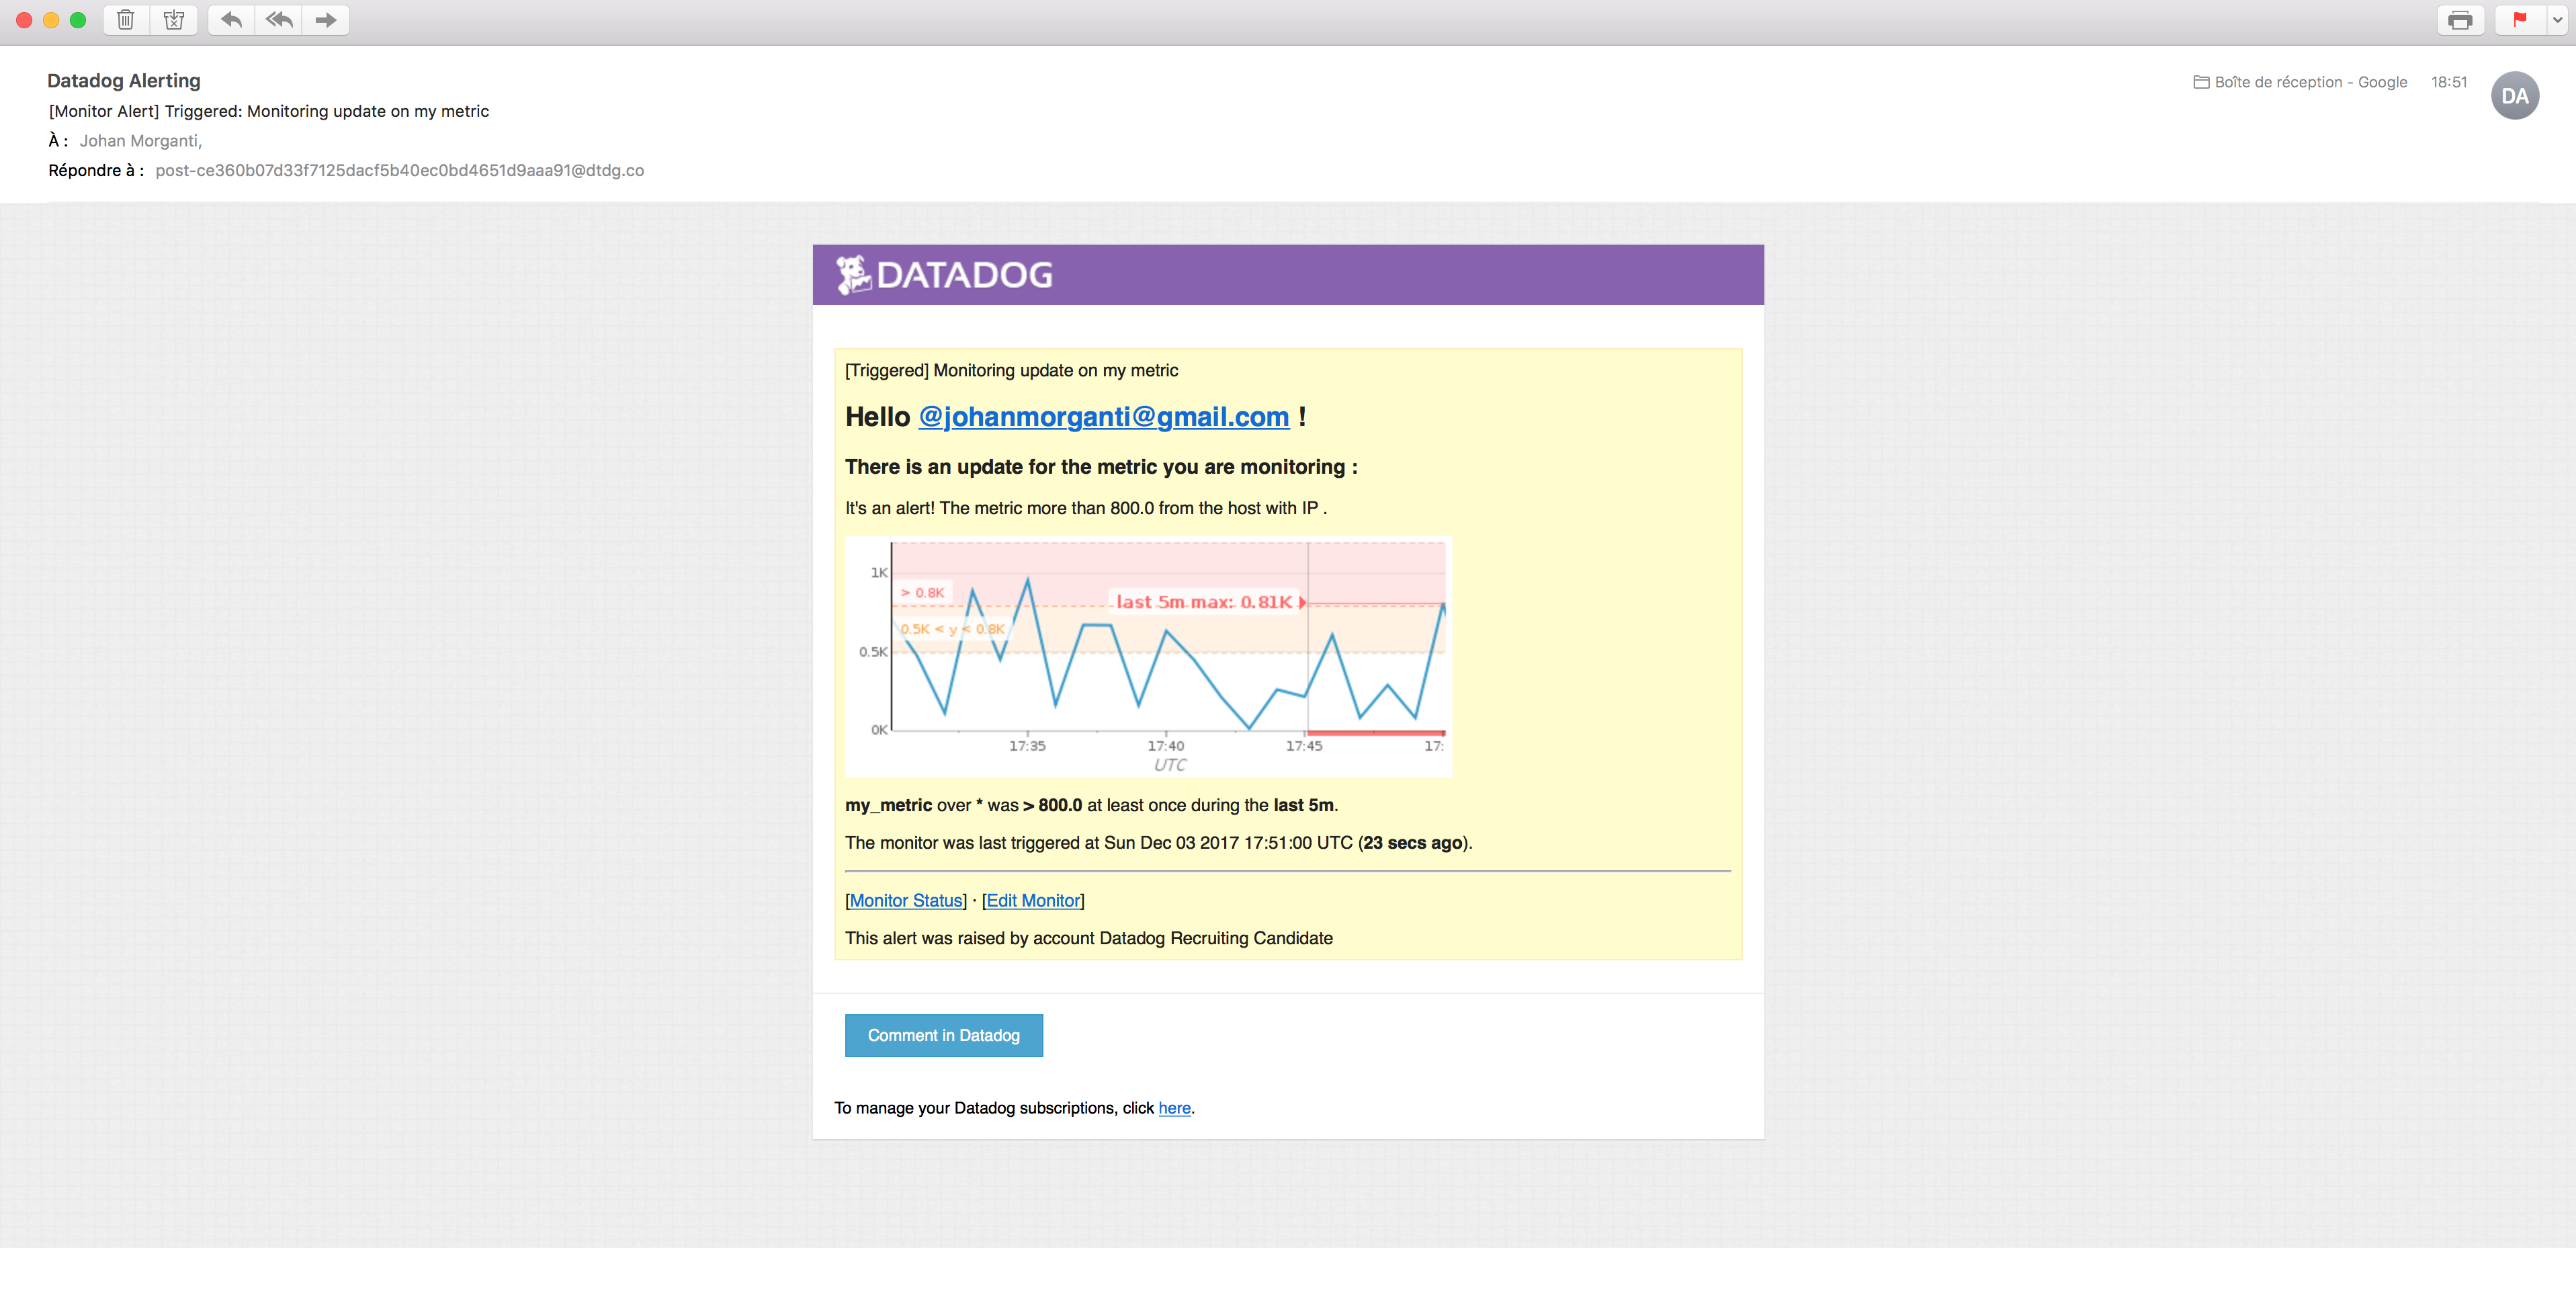 Datadog Alerting
Boîte de réception - Google 18:51
DA
[Monitor Alert] Triggered: Monitoring update on my metric
À : Johan Morganti,
Répondre à : post-ce360b07d33f7125dacf5b40ec0bd4651d9aaa91@dtdg.co
DATADOG
[Triggered] Monitoring update on my metric
Hello @johanmorganti@gmail.com !
There is an update for the metric you are monitoring :
It's an alert! The metric more than 800.0 from the host with IP .
1K
> 0.8K
last 5m max: 0.81K
0.5K < y < 0.8K
0.5K
0K
17:35 17:40 17:45 17:
UTC
my_metric over * was > 800.0 at least once during the last 5m.
The monitor was last triggered at Sun Dec 03 2017 17:51:00 UTC (23 secs ago).
[Monitor Status] · [Edit Monitor]
This alert was raised by account Datadog Recruiting Candidate
Comment in Datadog
To manage your Datadog subscriptions, click here.